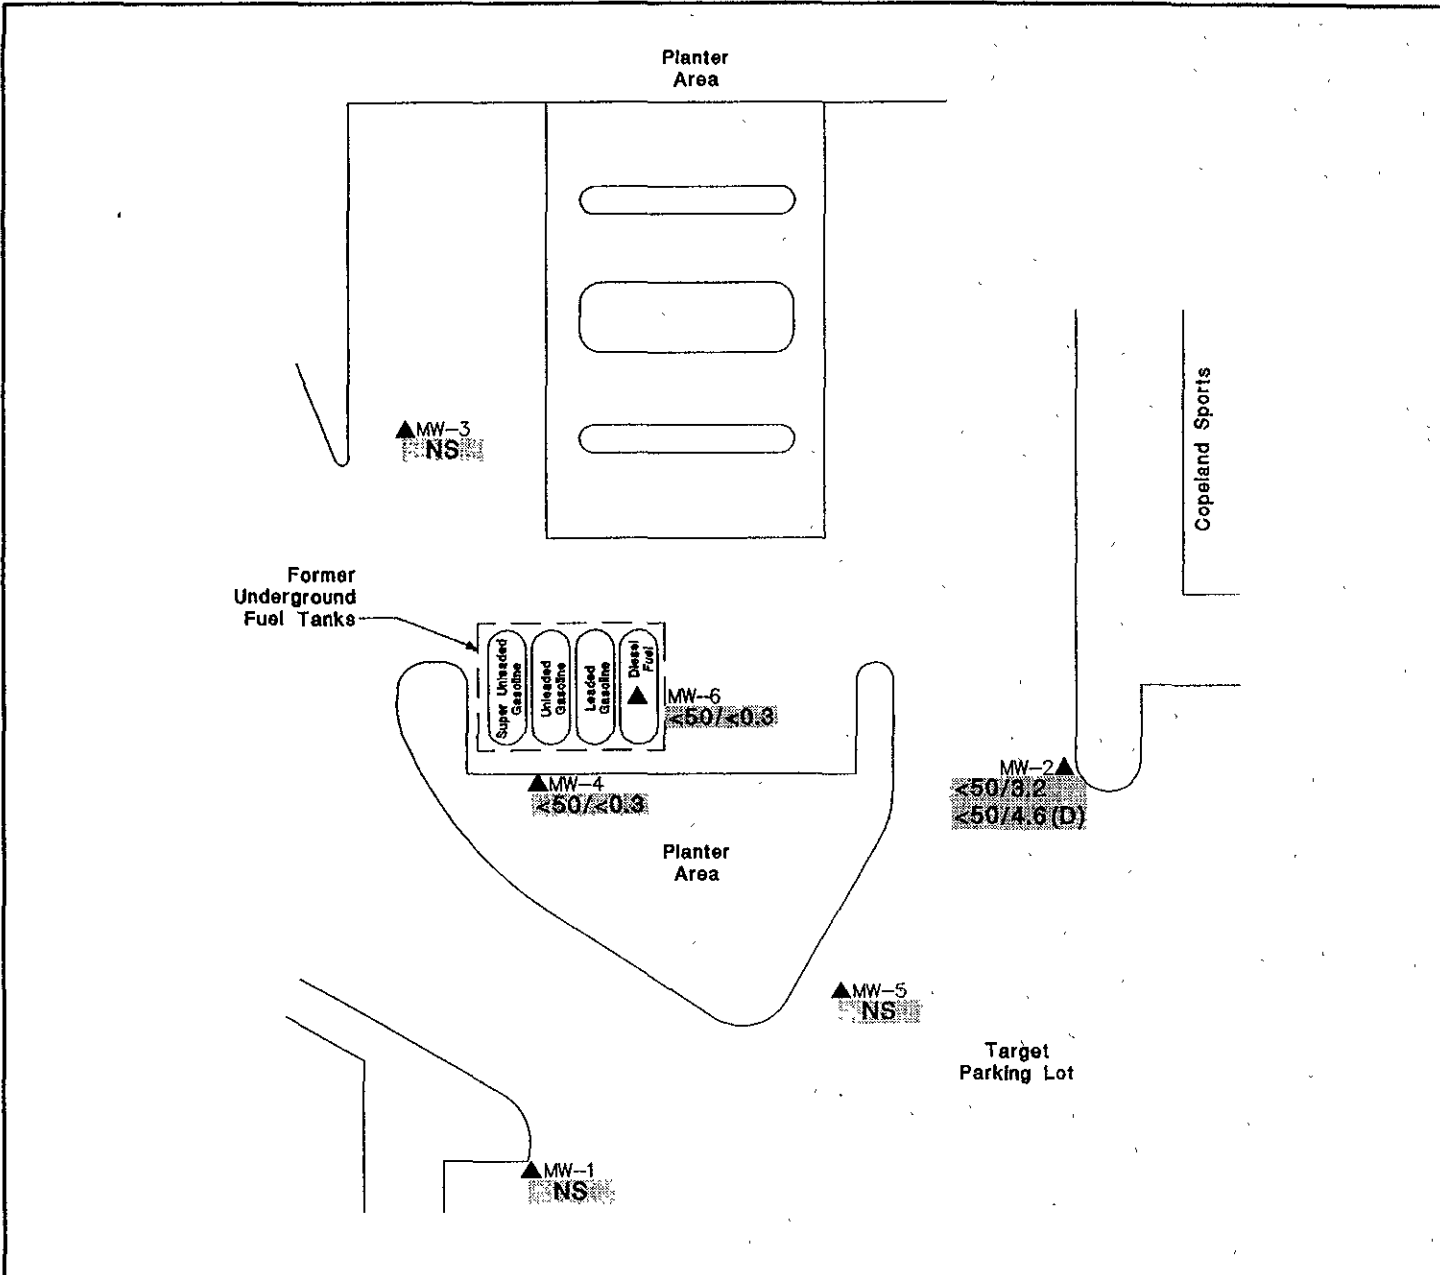 Planter
Area
Copeland Sports
MW-3
NS
Former
Underground
Fuel Tanks
Super Unleaded
Gasoline
Unleaded
Gasoline
Leaded
Gasoline
Diesel
Fuel
MW-6
<50/<0.3
MW-4
<50/<0.3
MW-2
<50/3.2
<50/4.6(D)
Planter
Area
MW-5
NS
Target
Parking Lot
MW-1
NS